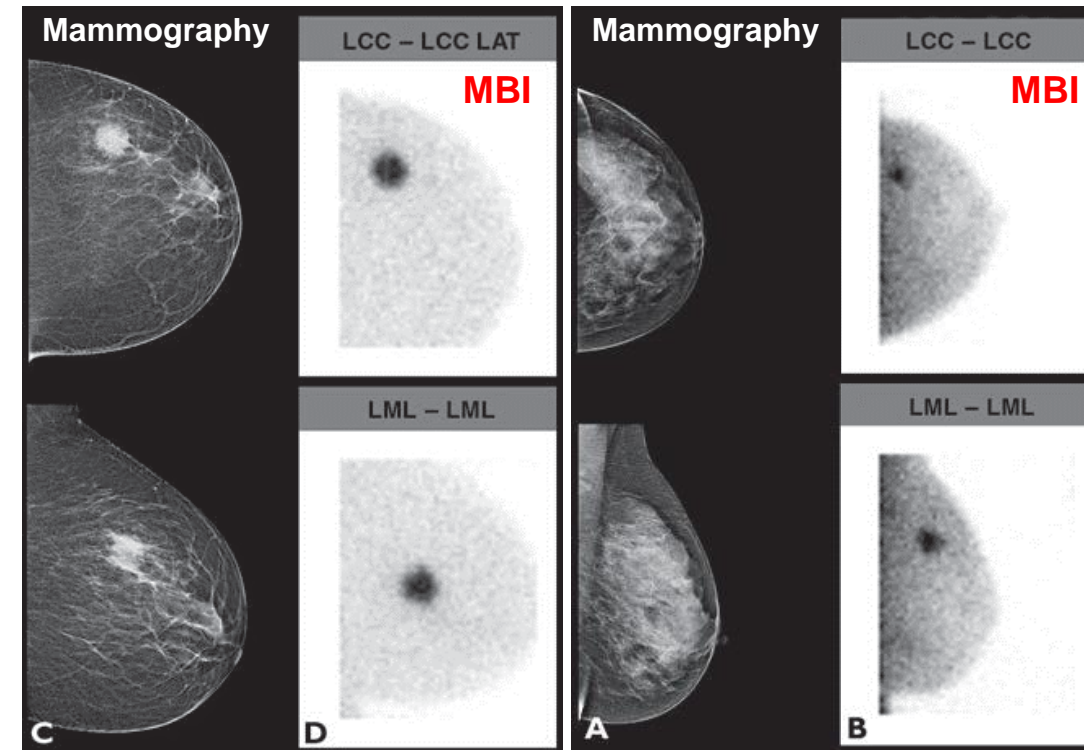 Mammography
LCC – LCC LAT
MBI
LML – LML
C
D
Mammography
LCC – LCC
MBI
LML – LML
A
B